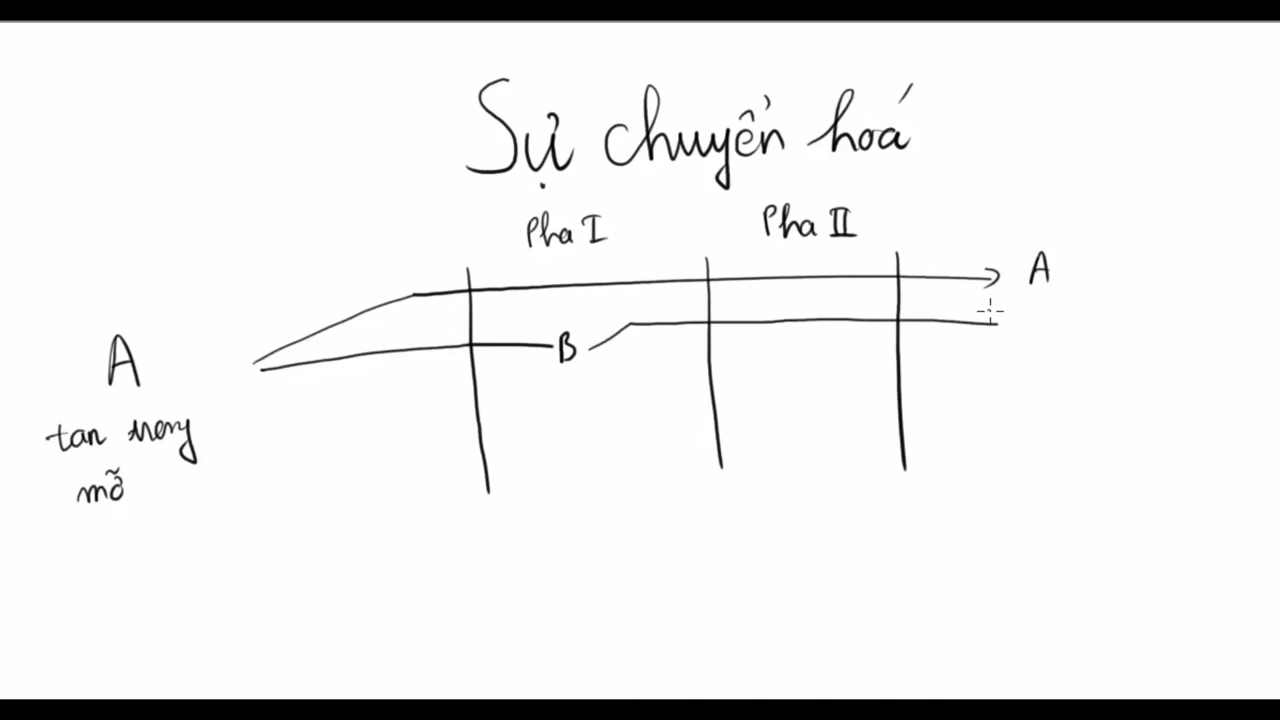 Sự chuyển hoá
Pha I
Pha II
A
A
tan trong
mỡ
B